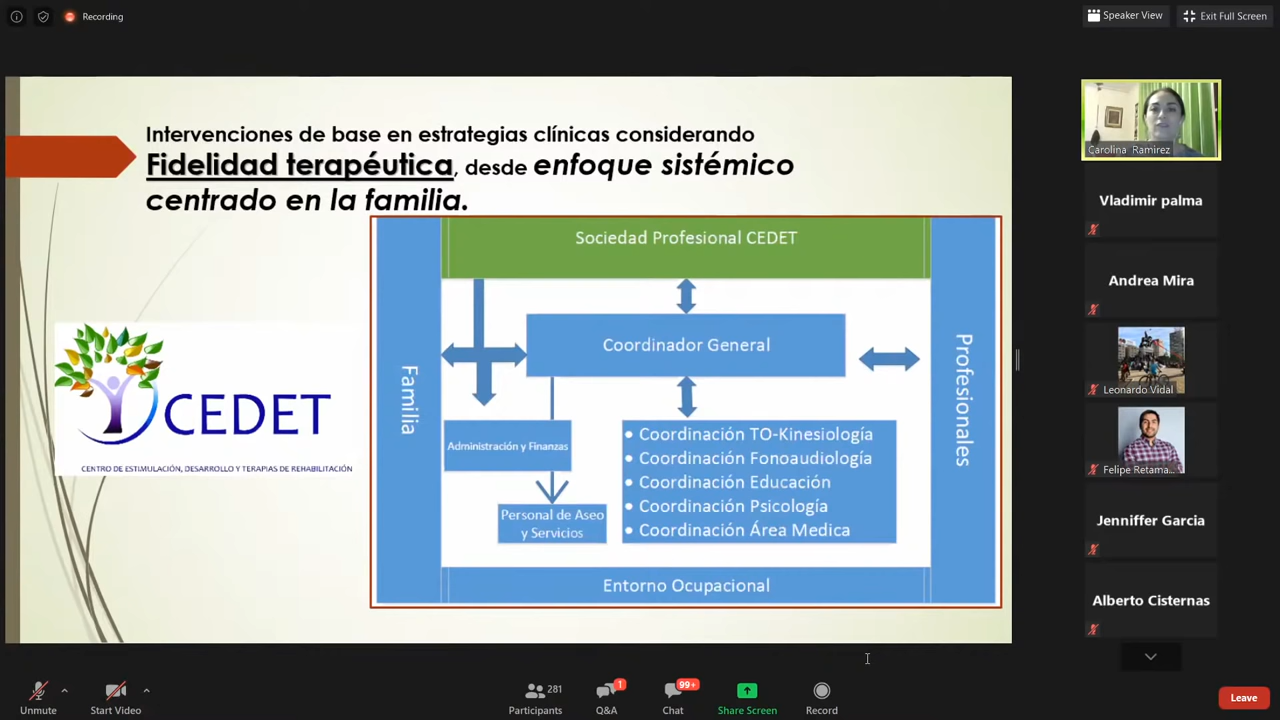 Recording
Speaker View
Exit Full Screen
Intervenciones de base en estrategias clínicas considerando
Fidelidad terapéutica, desde enfoque sistémico
centrado en la familia.
CEDET
CENTRO DE ESTIMULACIÓN, DESARROLLO Y TERAPIAS DE REHABILITACIÓN
Sociedad Profesional CEDET
Familia
Coordinador General
Profesionales
Administración y Finanzas
Personal de Aseo
y Servicios
• Coordinación TO-Kinesiología
• Coordinación Fonoaudiología
• Coordinación Educación
• Coordinación Psicología
• Coordinación Área Medica
Entorno Ocupacional
Carolina Ramirez
Vladimir palma
Andrea Mira
Leonardo Vidal
Felipe Retama...
Jenniffer Garcia
Alberto Cisternas
Unmute
Start Video
281
Participants
1
Q&A
99+
Chat
Share Screen
Record
Leave